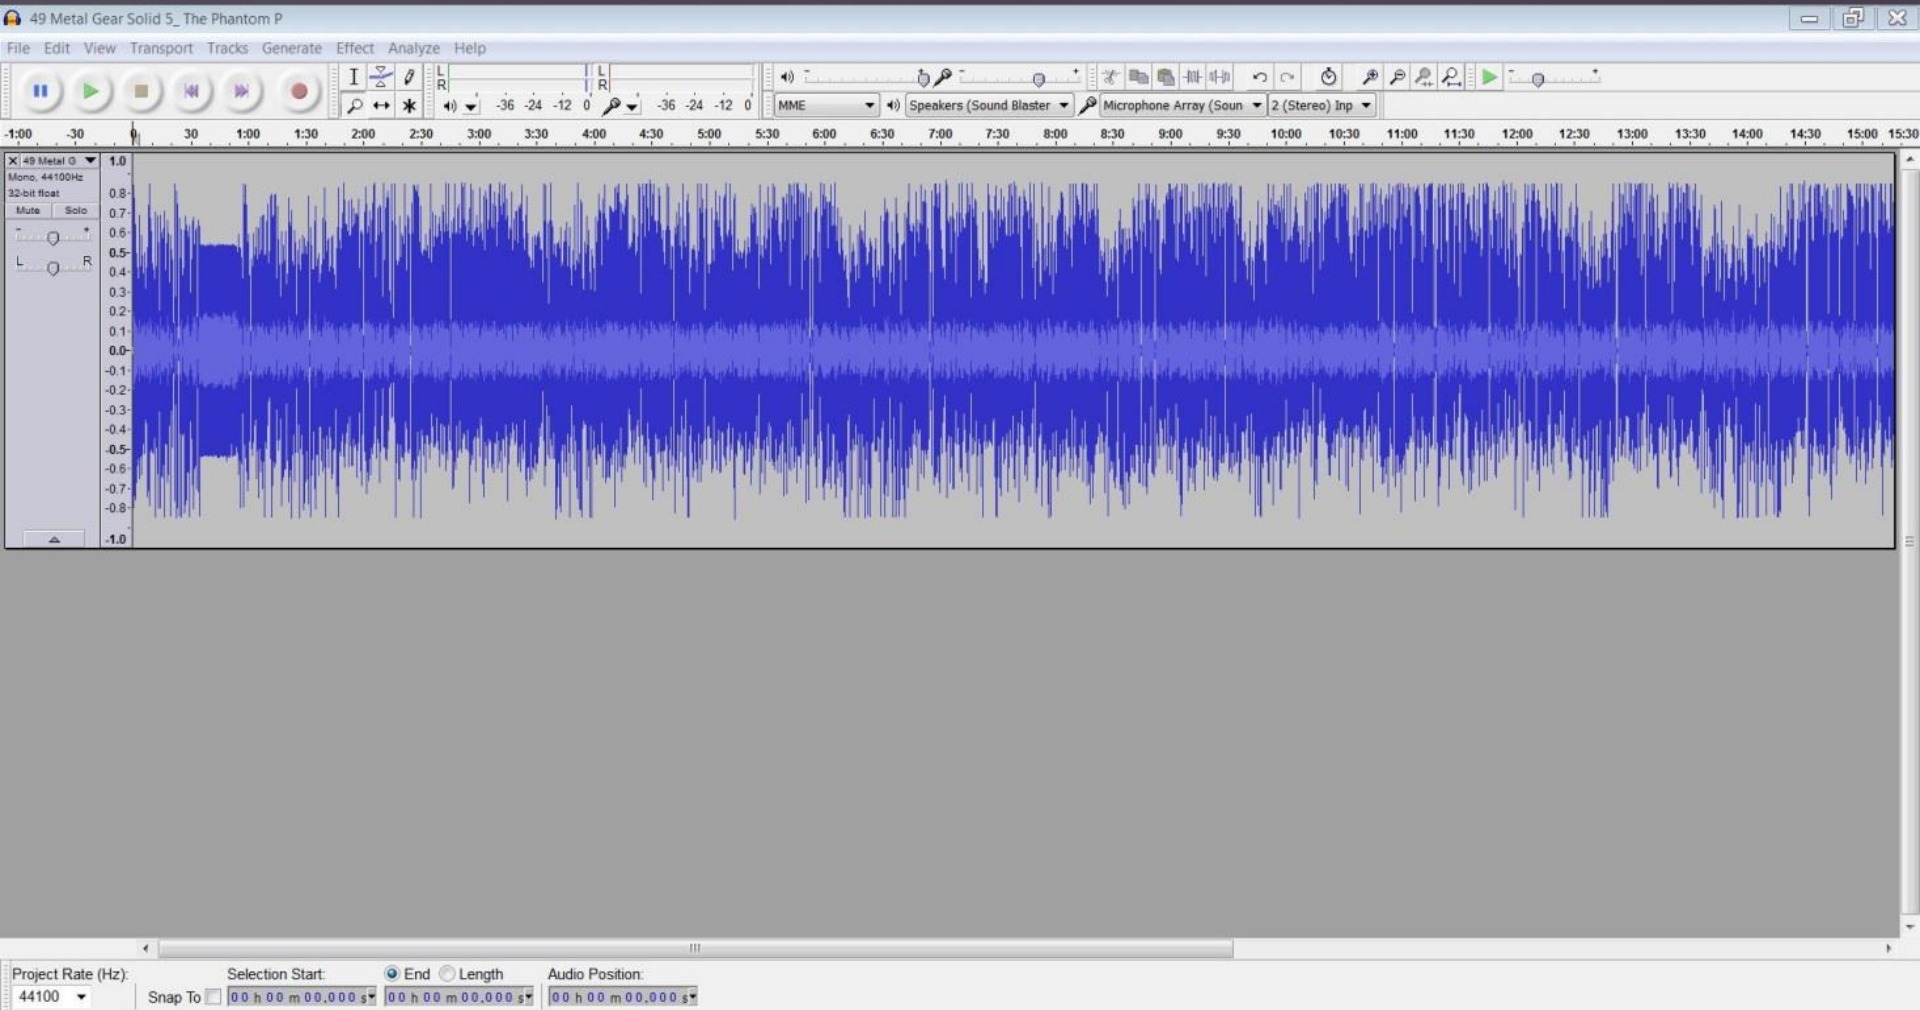 49 Metal Gear Solid 5_ The Phantom P
File Edit View Transport Tracks Generate Effect Analyze Help
L
R
-36 -24 -12 0
L
R
-36 -24 -12 0
MME
Speakers (Sound Blaster
Microphone Array (Soun
2 (Stereo) Inp
-1:00 -30 0 30 1:00 1:30 2:00 2:30 3:00 3:30 4:00 4:30 5:00 5:30 6:00 6:30 7:00 7:30 8:00 8:30 9:00 9:30 10:00 10:30 11:00 11:30 12:00 12:30 13:00 13:30 14:00 14:30 15:00 15:30
X 49 Metal G
Mono, 44100Hz
32-bit float
Mute Solo
- +
L R
1.0
0.8
0.7
0.6
0.5
0.4
0.3
0.2
0.1
0.0
-0.1
-0.2
-0.3
-0.4
-0.5
-0.6
-0.7
-0.8
-1.0
Project Rate (Hz): Selection Start: End Length Audio Position:
44100 Snap To 00 h 00 m 00.000 s 00 h 00 m 00.000 s 00 h 00 m 00.000 s